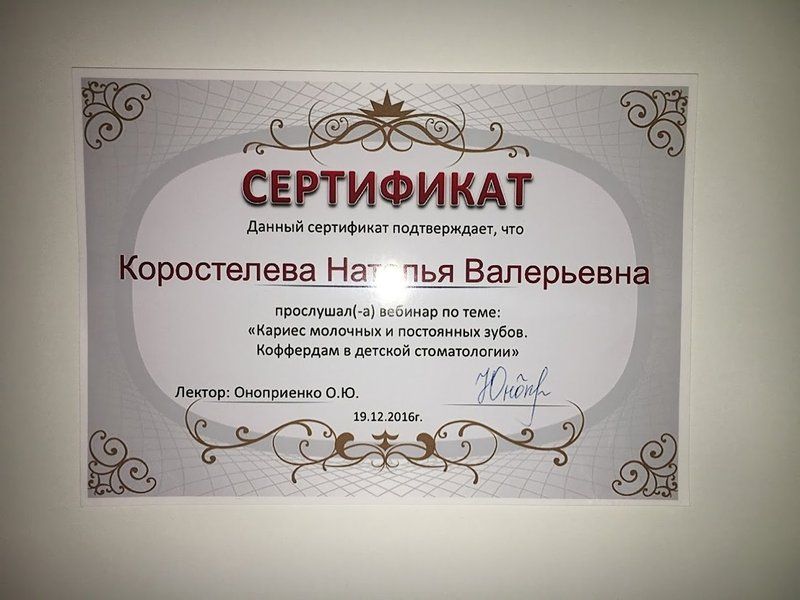 СЕРТИФИКАТ
Данный сертификат подтверждает, что
Коростелева Наталья Валерьевна
прослушал(-а) вебинар по теме:
«Кариес молочных и постоянных зубов.
Коффердам в детской стоматологии»
Лектор: Оноприенко О.Ю.
19.12.2016г.